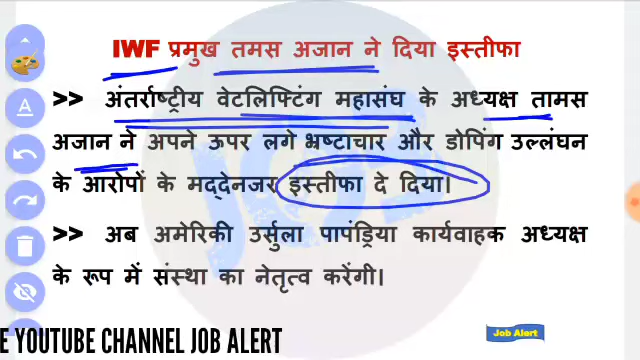 IWF प्रमुख तमस अजान ने दिया इस्तीफा
>> अंतर्राष्ट्रीय वेटलिफ्टिंग महासंघ के अध्यक्ष तामस
अजान ने अपने ऊपर लगे भ्रष्टाचार और डोपिंग उल्लंघन
के आरोपों के मद्देनजर इस्तीफा दे दिया।
>> अब अमेरिकी उर्सुला पापंड्रिया कार्यवाहक अध्यक्ष
के रूप में संस्था का नेतृत्व करेंगी।
E YOUTUBE CHANNEL JOB ALERT
Job Alert